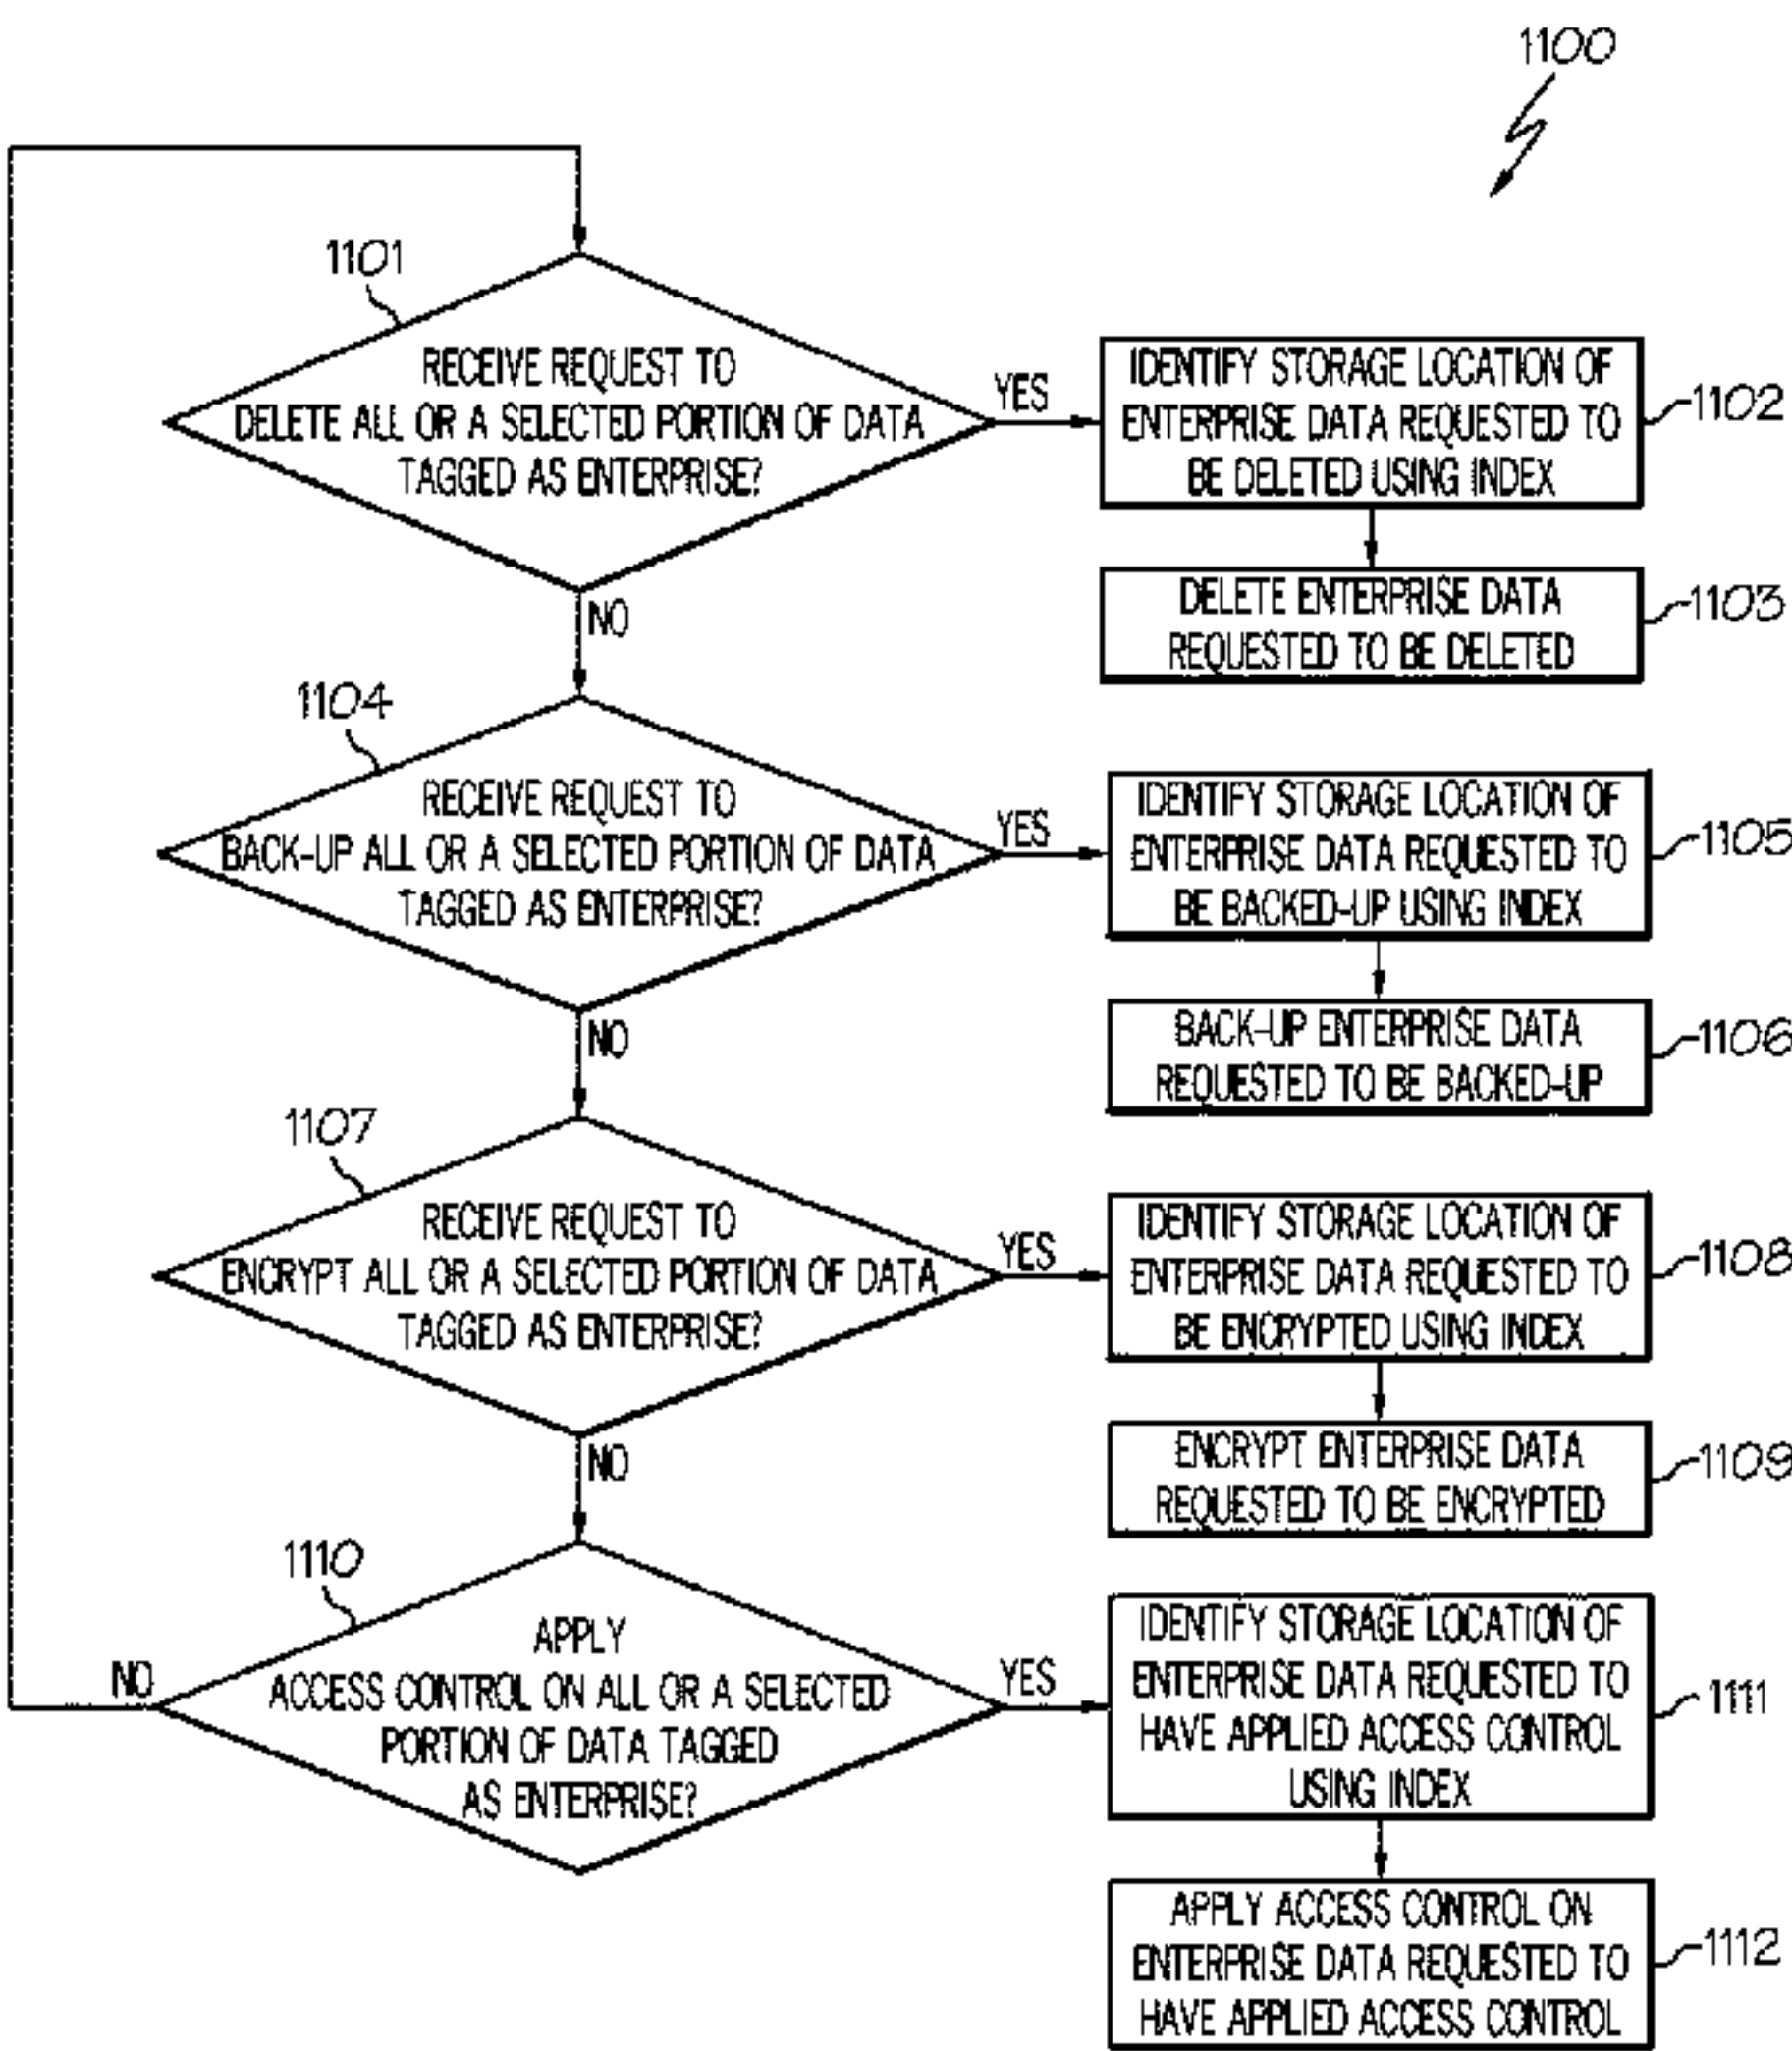 1100
1101
RECEIVE REQUEST TO
DELETE ALL OR A SELECTED PORTION OF DATA
TAGGED AS ENTERPRISE?
YES
IDENTIFY STORAGE LOCATION OF
ENTERPRISE DATA REQUESTED TO
BE DELETED USING INDEX
1102
NO
DELETE ENTERPRISE DATA
REQUESTED TO BE DELETED
1103
1104
RECEIVE REQUEST TO
BACK-UP ALL OR A SELECTED PORTION OF DATA
TAGGED AS ENTERPRISE?
YES
IDENTIFY STORAGE LOCATION OF
ENTERPRISE DATA REQUESTED TO
BE BACKED-UP USING INDEX
1105
NO
BACK-UP ENTERPRISE DATA
REQUESTED TO BE BACKED-UP
1106
1107
RECEIVE REQUEST TO
ENCRYPT ALL OR A SELECTED PORTION OF DATA
TAGGED AS ENTERPRISE?
YES
IDENTIFY STORAGE LOCATION OF
ENTERPRISE DATA REQUESTED TO
BE ENCRYPTED USING INDEX
1108
NO
ENCRYPT ENTERPRISE DATA
REQUESTED TO BE ENCRYPTED
1109
1110
APPLY
ACCESS CONTROL ON ALL OR A SELECTED
PORTION OF DATA TAGGED
AS ENTERPRISE?
NO
YES
IDENTIFY STORAGE LOCATION OF
ENTERPRISE DATA REQUESTED TO
HAVE APPLIED ACCESS CONTROL
USING INDEX
1111
APPLY ACCESS CONTROL ON
ENTERPRISE DATA REQUESTED TO
HAVE APPLIED ACCESS CONTROL
1112